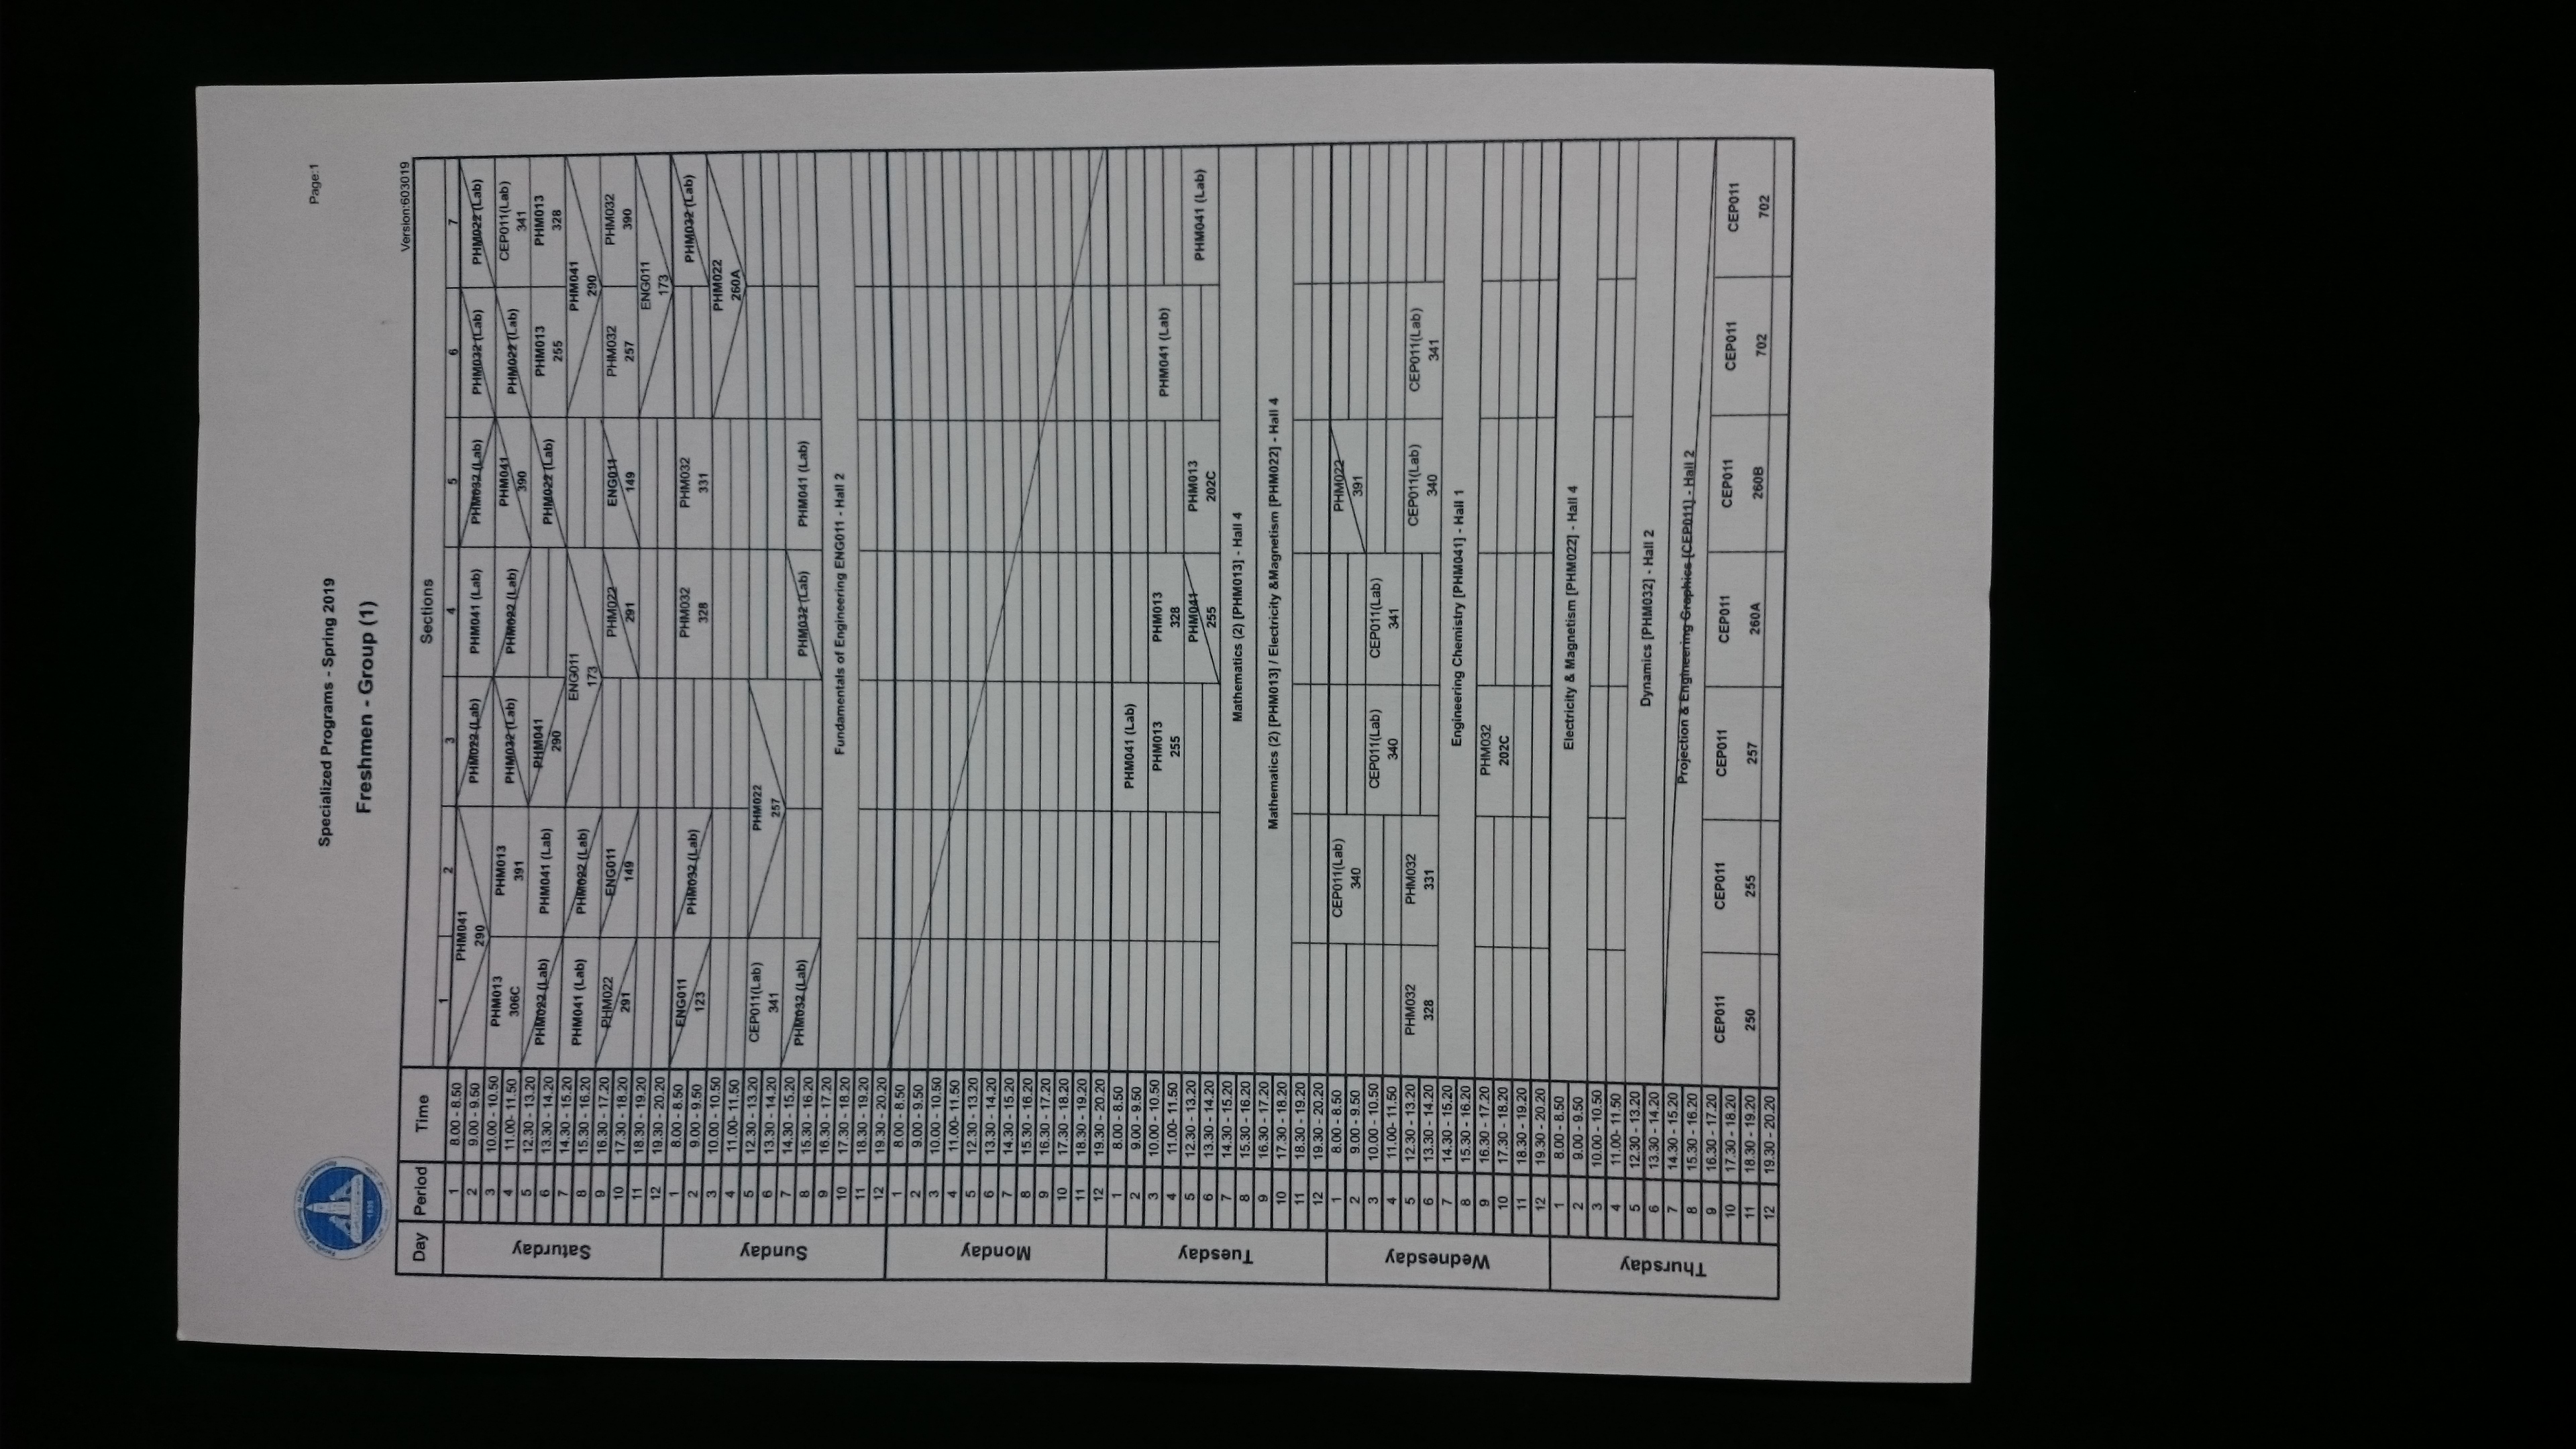 Specialized Programs - Spring 2019
Page:1
Freshmen - Group (1)
Version:603019
1936
Day Period Time Sections
1 2 3 4 5 6 7
Saturday
1 8.00 - 8.50 PHM041
2 9.00 - 9.50 290 PHM022 (Lab) PHM041 (Lab) PHM032 (Lab) PHM032 (Lab) PHM022 (Lab)
3 10.00 - 10.50 PHM013 PHM013 PHM032 (Lab) PHM022 (Lab) PHM041 PHM022 (Lab) CEP011(Lab)
4 11.00- 11.50 306C 391 390 341
5 12.30 - 13.20 PHM022 (Lab) PHM041 (Lab) PHM041 PHM022 (Lab) PHM013 PHM013
6 13.30 - 14.20 290 255 328
7 14.30 - 15.20 PHM041 (Lab) PHM022 (Lab) ENG011 PHM041
8 15.30 - 16.20 173 290
9 16.30 - 17.20 PHM022 ENG011 PHM022 ENG011 PHM032 PHM032
10 17.30 - 18.20 291 149 291 149 257 390
11 18.30 - 19.20 ENG011
12 19.30 - 20.20 173
Sunday
1 8.00 - 8.50 ENG011 PHM032 (Lab) PHM032 PHM032 PHM032 (Lab)
2 9.00 - 9.50 123 328 331
3 10.00 - 10.50 PHM022
4 11.00- 11.50 260A
5 12.30 - 13.20 CEP011(Lab) PHM022
6 13.30 - 14.20 341 257
7 14.30 - 15.20 PHM032 (Lab) PHM032 (Lab) PHM041 (Lab)
8 15.30 - 16.20
9 16.30 - 17.20 Fundamentals of Engineering ENG011 - Hall 2
10 17.30 - 18.20
11 18.30 - 19.20
12 19.30 - 20.20
Monday
1 8.00 - 8.50
2 9.00 - 9.50
3 10.00 - 10.50
4 11.00- 11.50
5 12.30 - 13.20
6 13.30 - 14.20
7 14.30 - 15.20
8 15.30 - 16.20
9 16.30 - 17.20
10 17.30 - 18.20
11 18.30 - 19.20
12 19.30 - 20.20
Tuesday
1 8.00 - 8.50 PHM041 (Lab)
2 9.00 - 9.50
3 10.00 - 10.50 PHM013 PHM013 PHM041 (Lab)
4 11.00- 11.50 255 328
5 12.30 - 13.20 PHM041 PHM013 PHM041 (Lab)
6 13.30 - 14.20 255 202C
7 14.30 - 15.20 Mathematics (2) [PHM013] - Hall 4
8 15.30 - 16.20
9 16.30 - 17.20 Mathematics (2) [PHM013] / Electricity &Magnetism [PHM022] - Hall 4
10 17.30 - 18.20
11 18.30 - 19.20
12 19.30 - 20.20
Wednesday
1 8.00 - 8.50 CEP011(Lab) PHM022
2 9.00 - 9.50 340 391
3 10.00 - 10.50 CEP011(Lab) CEP011(Lab)
4 11.00- 11.50 340 341
5 12.30 - 13.20 PHM032 PHM032 CEP011(Lab) CEP011(Lab)
6 13.30 - 14.20 328 331 340 341
7 14.30 - 15.20 Engineering Chemistry [PHM041] - Hall 1
8 15.30 - 16.20
9 16.30 - 17.20 PHM032
10 17.30 - 18.20 202C
11 18.30 - 19.20
12 19.30 - 20.20
Thursday
1 8.00 - 8.50 Electricity & Magnetism [PHM022] - Hall 4
2 9.00 - 9.50
3 10.00 - 10.50
4 11.00- 11.50
5 12.30 - 13.20 Dynamics [PHM032] - Hall 2
6 13.30 - 14.20
7 14.30 - 15.20 Projection & Engineering Graphics [CEP011] - Hall 2
8 15.30 - 16.20
9 16.30 - 17.20 CEP011 CEP011 CEP011 CEP011 CEP011 CEP011 CEP011
10 17.30 - 18.20
11 18.30 - 19.20 250 255 257 260A 260B 702 702
12 19.30 - 20.20